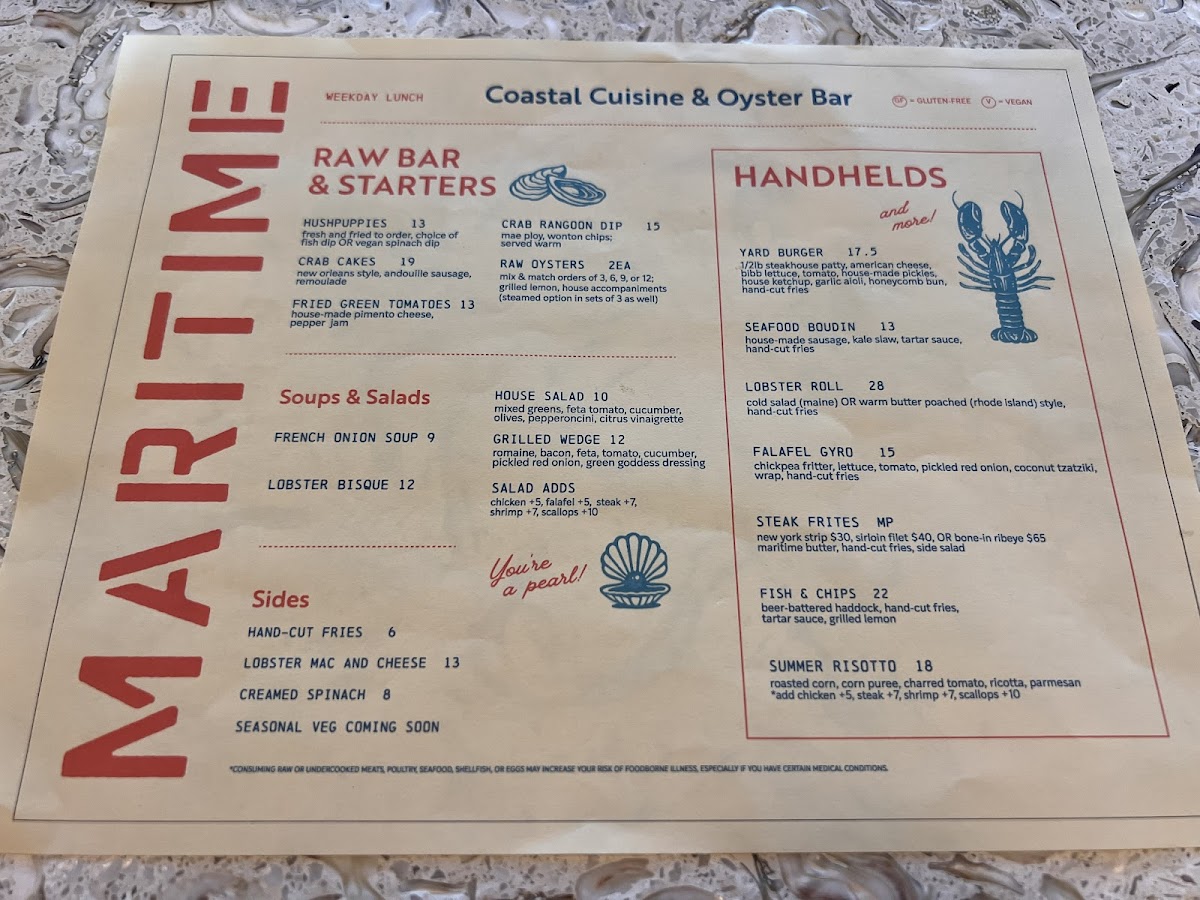 MARITIME
WEEKDAY LUNCH
Coastal Cuisine & Oyster Bar
GF = GLUTEN-FREE V = VEGAN
RAW BAR
& STARTERS
HUSHPUPPIES 13
fresh and fried to order, choice of
fish dip OR vegan spinach dip
CRAB CAKES 19
new orleans style, andouille sausage,
remoulade
FRIED GREEN TOMATOES 13
house-made pimento cheese,
pepper jam
CRAB RANGOON DIP 15
mae ploy, wonton chips;
served warm
RAW OYSTERS 2EA
mix & match orders of 3, 6, 9, or 12;
grilled lemon, house accompaniments
(steamed option in sets of 3 as well)
Soups & Salads
FRENCH ONION SOUP 9
LOBSTER BISQUE 12
HOUSE SALAD 10
mixed greens, feta tomato, cucumber,
olives, pepperoncini, citrus vinaigrette
GRILLED WEDGE 12
romaine, bacon, feta, tomato, cucumber,
pickled red onion, green goddess dressing
SALAD ADDS
chicken +5, falafel +5, steak +7,
shrimp +7, scallops +10
You're
a pearl!
Sides
HAND-CUT FRIES 6
LOBSTER MAC AND CHEESE 13
CREAMED SPINACH 8
SEASONAL VEG COMING SOON
HANDHELDS
and
more!
YARD BURGER 17.5
1/2lb steakhouse patty, american cheese,
bibb lettuce, tomato, house-made pickles,
house ketchup, garlic aioli, honeycomb bun,
hand-cut fries
SEAFOOD BOUDIN 13
house-made sausage, kale slaw, tartar sauce,
hand-cut fries
LOBSTER ROLL 28
cold salad (maine) OR warm butter poached (rhode island) style,
hand-cut fries
FALAFEL GYRO 15
chickpea fritter, lettuce, tomato, pickled red onion, coconut tzatziki,
wrap, hand-cut fries
STEAK FRITES MP
new york strip $30, sirloin filet $40, OR bone-in ribeye $65
maritime butter, hand-cut fries, side salad
FISH & CHIPS 22
beer-battered haddock, hand-cut fries,
tartar sauce, grilled lemon
SUMMER RISOTTO 18
roasted corn, corn puree, charred tomato, ricotta, parmesan
*add chicken +5, steak +7, shrimp +7, scallops +10
*CONSUMING RAW OR UNDERCOOKED MEATS, POULTRY, SEAFOOD, SHELLFISH, OR EGGS MAY INCREASE YOUR RISK OF FOODBORNE ILLNESS, ESPECIALLY IF YOU HAVE CERTAIN MEDICAL CONDITIONS.